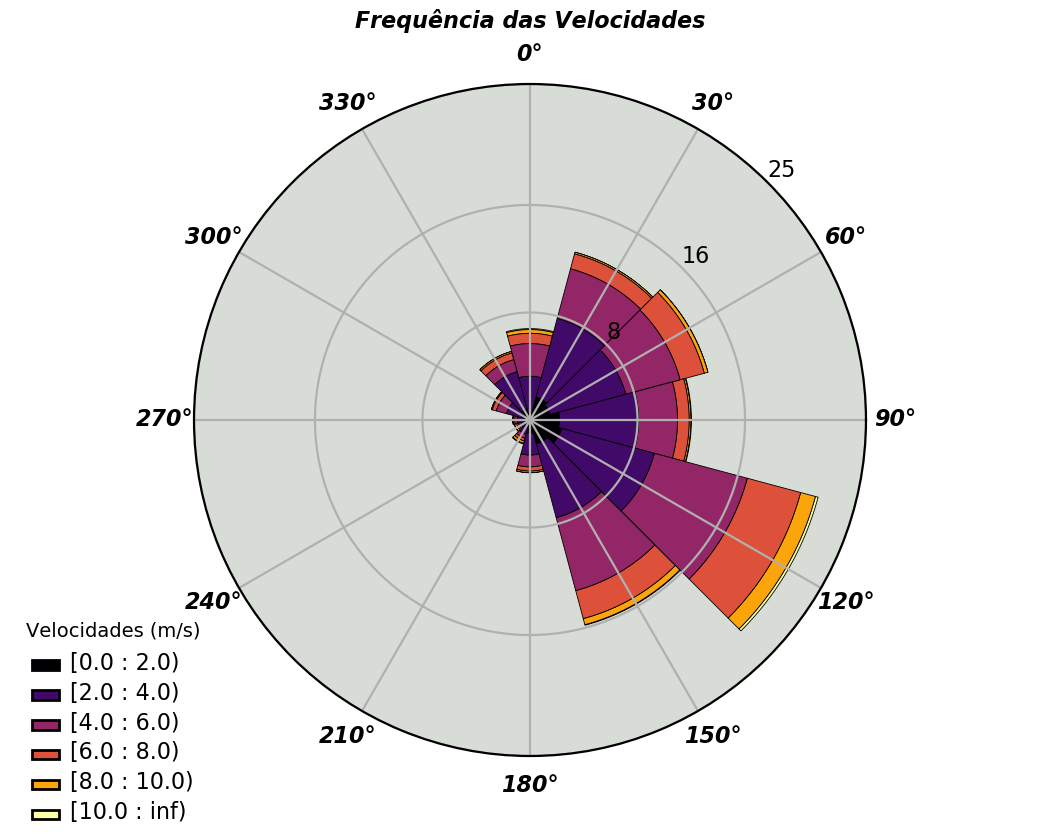 Frequência das Velocidades
0°
330°
30°
25
300°
60°
16
8
270°
90°
240°
120°
210°
150°
180°
Velocidades (m/s)
[0.0 : 2.0)
[2.0 : 4.0)
[4.0 : 6.0)
[6.0 : 8.0)
[8.0 : 10.0)
[10.0 : inf)